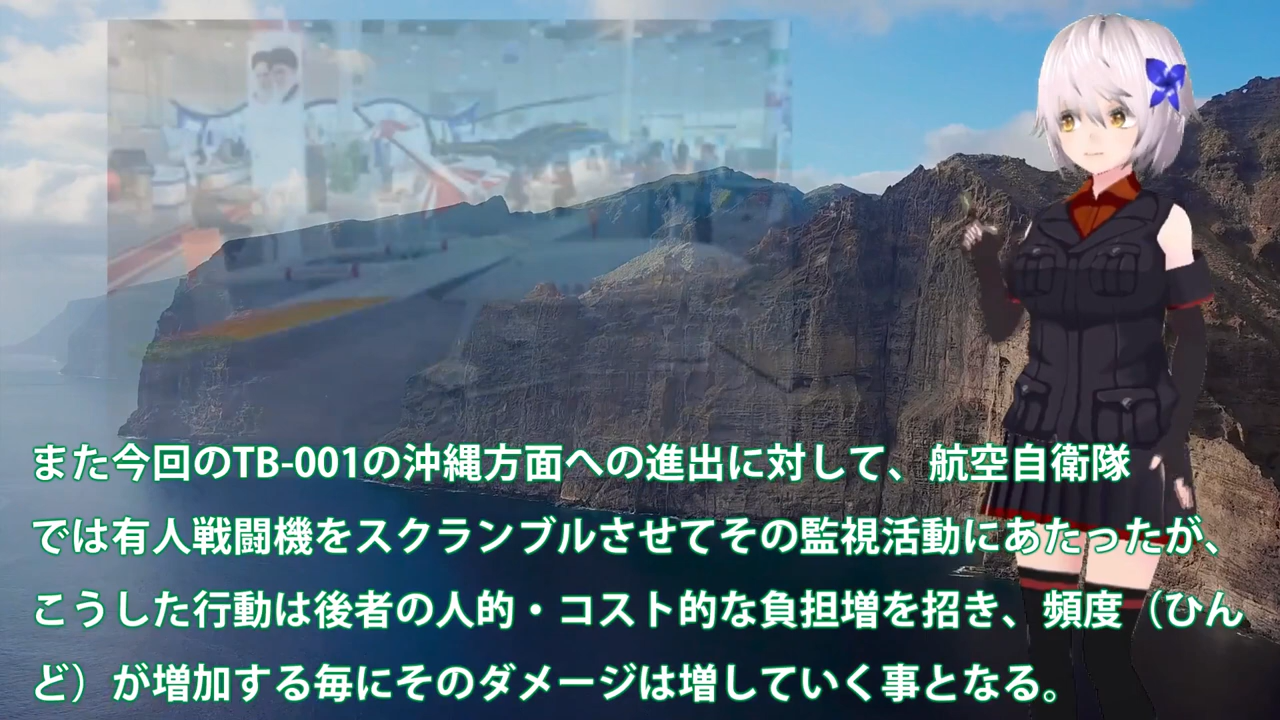 また今回のTB-001の沖縄方面への進出に対して、航空自衛隊
では有人戦闘機をスクランブルさせてその監視活動にあたったが、
こうした行動は後者の人的・コスト的な負担増を招き、頻度（ひん
ど）が増加する毎にそのダメージは増していく事となる。